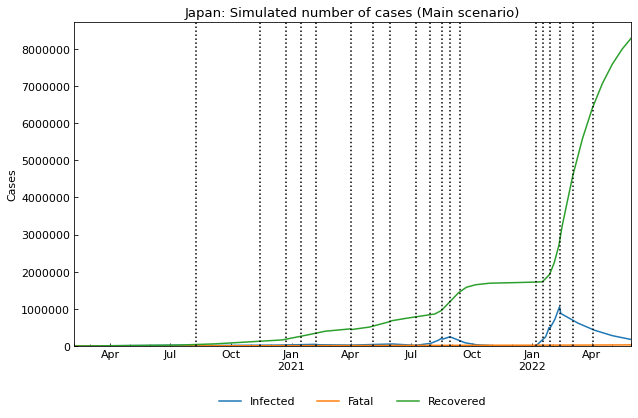 Japan: Simulated number of cases (Main scenario)
Cases
8000000
7000000
6000000
5000000
4000000
3000000
2000000
1000000
0
Apr Jul Oct Jan Apr Jul Oct Jan Apr
2021 2022
Infected Fatal Recovered